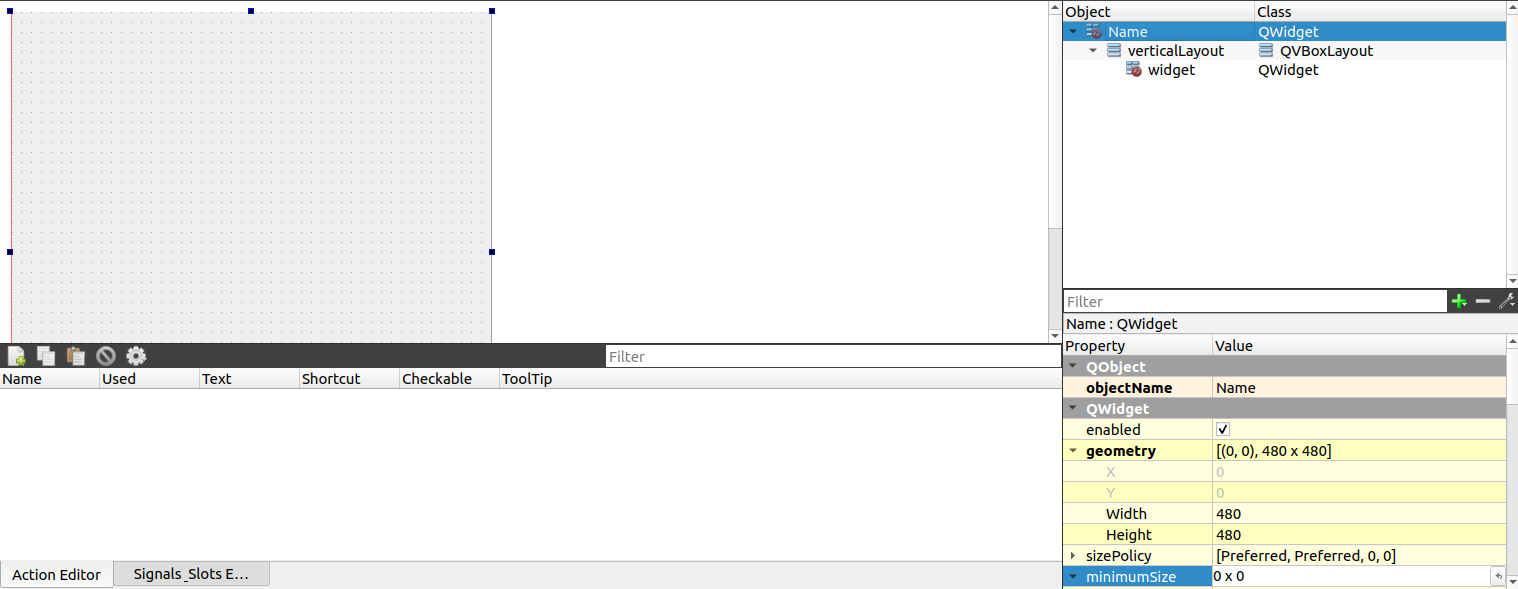 Object Class
Name QWidget
verticalLayout QVBoxLayout
widget QWidget
Filter
Name : QWidget
Property Value
QObject
objectName Name
QWidget
enabled
geometry [(0, 0), 480 x 480]
X 0
Y 0
Width 480
Height 480
sizePolicy [Preferred, Preferred, 0, 0]
minimumSize 0 x 0
Filter
Name Used Text Shortcut Checkable ToolTip
Action Editor Signals_Slots E...